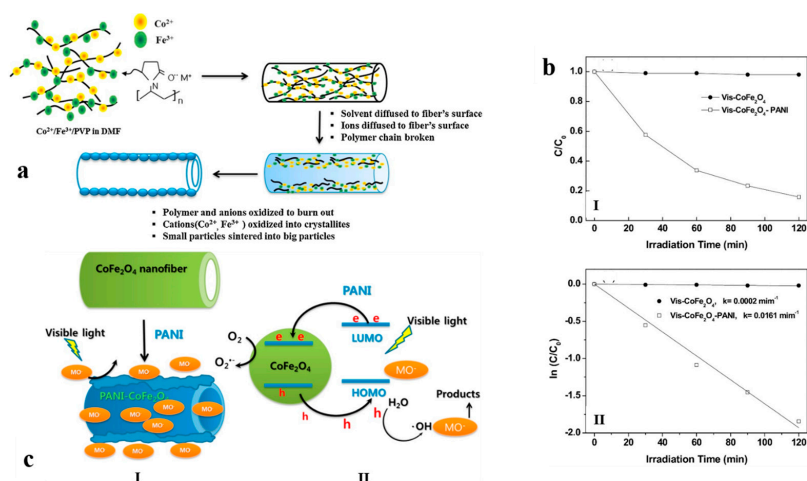 Co²⁺
Fe³⁺
O⁻ M⁺
N
n
Co²⁺/Fe³⁺/PVP in DMF
▪ Solvent diffused to fiber's surface
▪ Ions diffused to fiber's surface
▪ Polymer chain broken
a
▪ Polymer and anions oxidized to burn out
▪ Cations(Co²⁺, Fe³⁺ ) oxidized into crystallites
▪ Small particles sintered into big particles
CoFe₂O₄ nanofiber
Visible light
PANI
MO MO MO
PANI-CoFe₂O
MO MO MO
MO MO
MO MO MO
c
I
PANI
e e
e e
LUMO
Visible light
O₂
O₂•⁻
CoFe₂O₄
MO⁻
HOMO
Products
h
h
h
h
H₂O
·OH
MO⁻
II
b
C/C₀
1.0
0.8
0.6
0.4
0.2
0.0
Vis-CoFe₂O₄
Vis-CoFe₂O₄- PANI
I
0 20 40 60 80 100 120
Irradiation Time (min)
ln (C/C₀)
0.0
-0.5
-1.0
-1.5
-2.0
Vis-CoFe₂O₄, k= 0.0002 mim⁻¹
Vis-CoFe₂O₄-PANI, k= 0.0161 mim⁻¹
II
0 20 40 60 80 100 120
Irradiation Time (min)